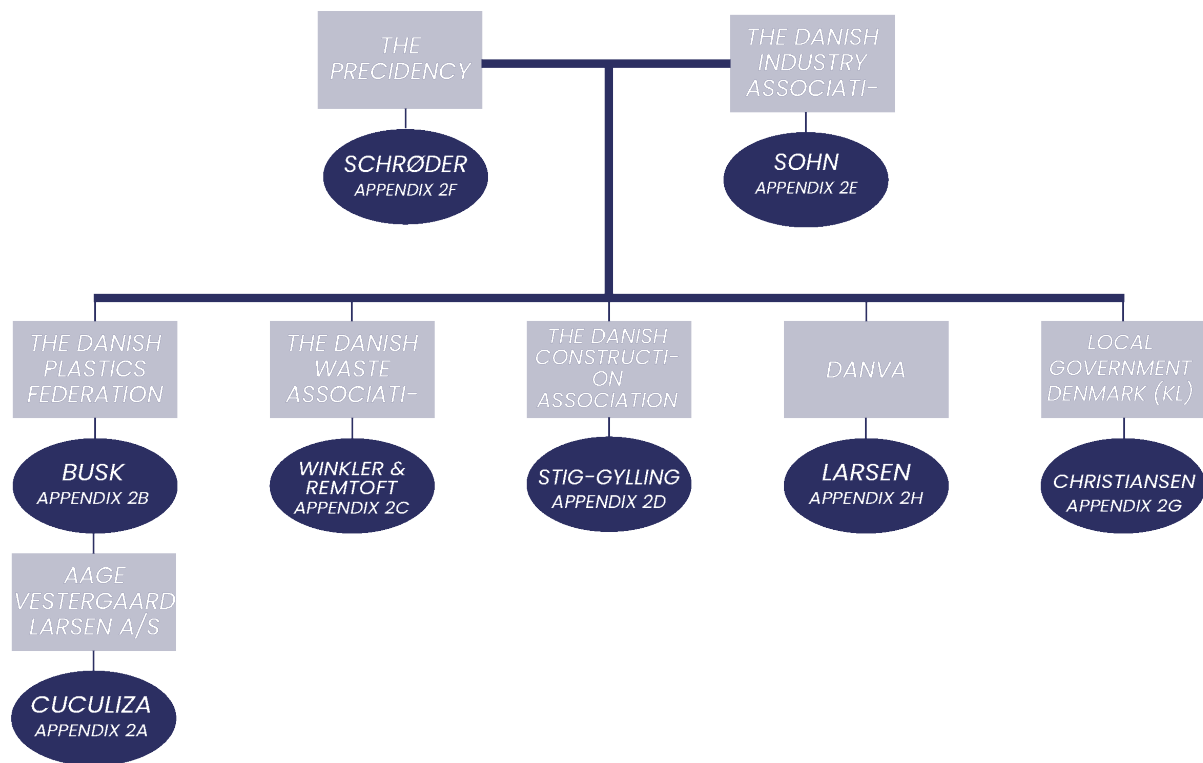 THE
PRECIDENCY
THE DANISH
INDUSTRY
ASSOCIATI-
SCHRØDER
APPENDIX 2F
SOHN
APPENDIX 2E
THE DANISH
PLASTICS
FEDERATION
THE DANISH
WASTE
ASSOCIATI-
THE DANISH
CONSTRUCTI-
ON
ASSOCIATION
DANVA
LOCAL
GOVERNMENT
DENMARK (KL)
BUSK
APPENDIX 2B
WINKLER &
REMTOFT
APPENDIX 2C
STIG-GYLLING
APPENDIX 2D
LARSEN
APPENDIX 2H
CHRISTIANSEN
APPENDIX 2G
AAGE
VESTERGAARD
LARSEN A/S
CUCULIZA
APPENDIX 2A